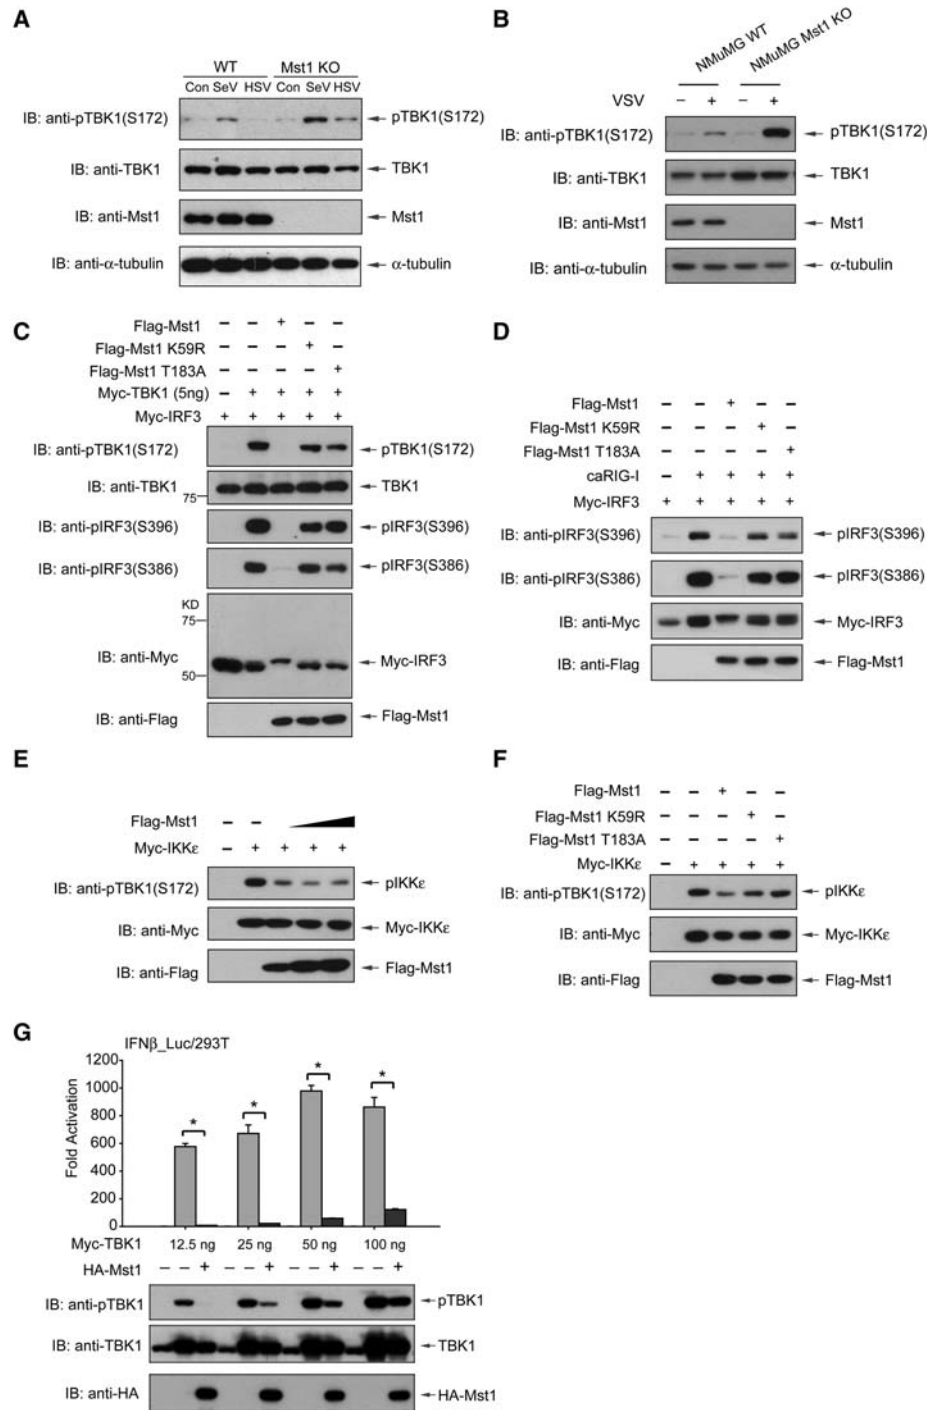 A
WT Mst1 KO
Con SeV HSV Con SeV HSV
IB: anti-pTBK1(S172) pTBK1(S172)
IB: anti-TBK1 TBK1
IB: anti-Mst1 Mst1
IB: anti-α-tubulin α-tubulin
B
NMuMG WT
NMuMG Mst1 KO
VSV − + − +
IB: anti-pTBK1(S172) pTBK1(S172)
IB: anti-TBK1 TBK1
IB: anti-Mst1 Mst1
IB: anti-α-tubulin α-tubulin
C
Flag-Mst1 − − + − −
Flag-Mst1 K59R − − − + −
Flag-Mst1 T183A − − − − +
Myc-TBK1 (5ng) − + + + +
Myc-IRF3 + + + + +
IB: anti-pTBK1(S172) pTBK1(S172)
IB: anti-TBK1 75 TBK1
IB: anti-pIRF3(S396) pIRF3(S396)
IB: anti-pIRF3(S386) pIRF3(S386)
KD
75
IB: anti-Myc Myc-IRF3
50
IB: anti-Flag Flag-Mst1
D
Flag-Mst1 − − + − −
Flag-Mst1 K59R − − − + −
Flag-Mst1 T183A − − − − +
caRIG-I − + + + +
Myc-IRF3 + + + + +
IB: anti-pIRF3(S396) pIRF3(S396)
IB: anti-pIRF3(S386) pIRF3(S386)
IB: anti-Myc Myc-IRF3
IB: anti-Flag Flag-Mst1
E
Flag-Mst1 − −
Myc-IKKε − + + + +
IB: anti-pTBK1(S172) pIKKε
IB: anti-Myc Myc-IKKε
IB: anti-Flag Flag-Mst1
F
Flag-Mst1 − − + − −
Flag-Mst1 K59R − − − + −
Flag-Mst1 T183A − − − − +
Myc-IKKε − + + + +
IB: anti-pTBK1(S172) pIKKε
IB: anti-Myc Myc-IKKε
IB: anti-Flag Flag-Mst1
G
IFNβ_Luc/293T
Fold Activation
1200
1000
800
600
400
200
0
* * * *
Myc-TBK1 12.5 ng 25 ng 50 ng 100 ng
HA-Mst1 − − + − − + − − + − − +
IB: anti-pTBK1 pTBK1
IB: anti-TBK1 TBK1
IB: anti-HA HA-Mst1